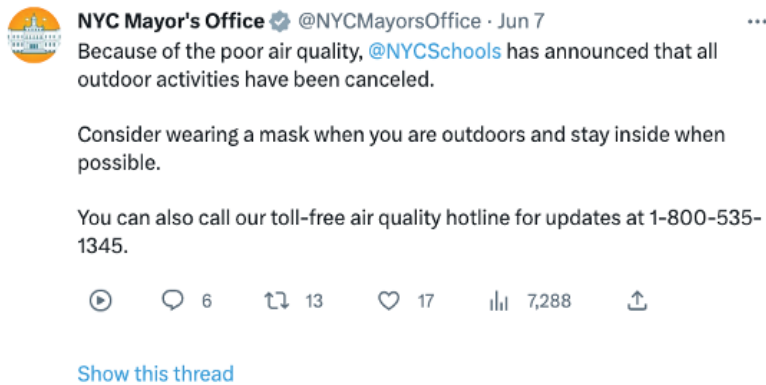 NYC Mayor's Office @NYCMayorsOffice · Jun 7
Because of the poor air quality, @NYCSchools has announced that all
outdoor activities have been canceled.
Consider wearing a mask when you are outdoors and stay inside when
possible.
You can also call our toll-free air quality hotline for updates at 1-800-535-
1345.
6 13 17 7,288
Show this thread